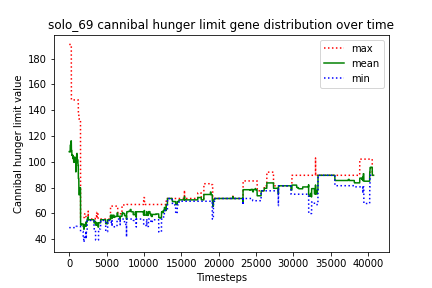 solo_69 cannibal hunger limit gene distribution over time
max
mean
min
Cannibal hunger limit value
180
160
140
120
100
80
60
40
0 5000 10000 15000 20000 25000 30000 35000 40000
Timesteps